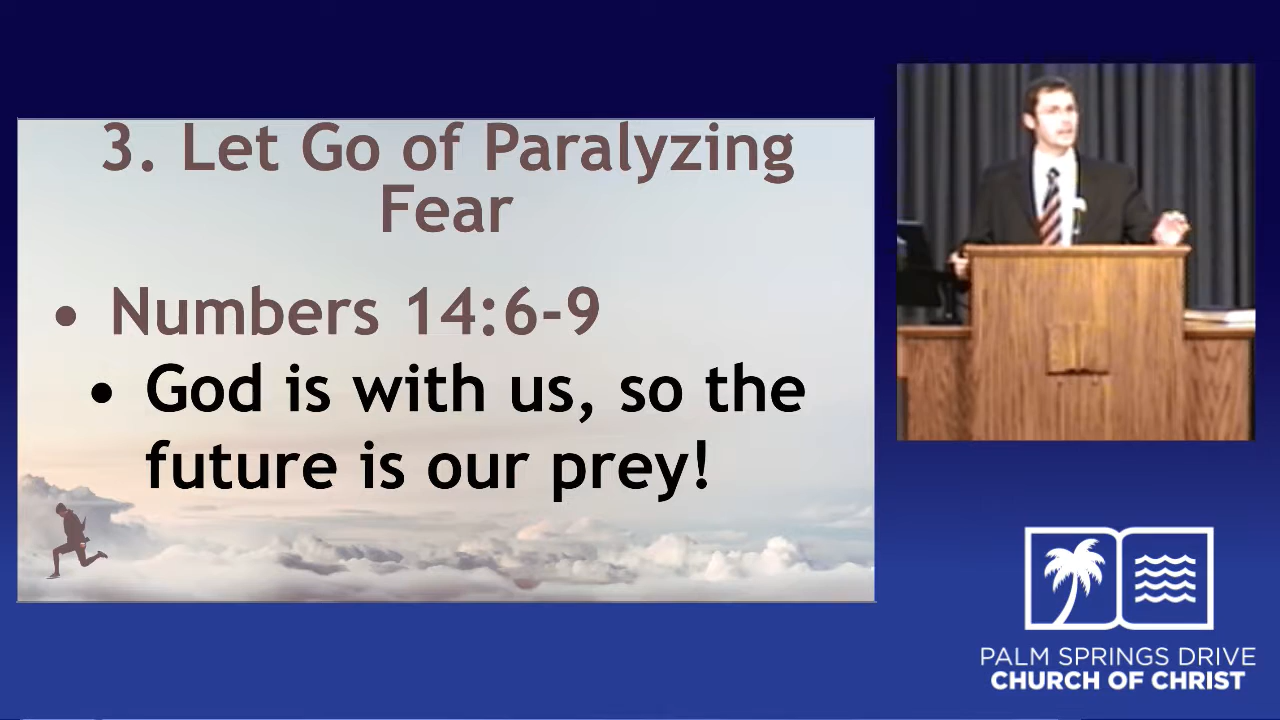 3. Let Go of Paralyzing
Fear
• Numbers 14:6-9
• God is with us, so the
future is our prey!
PALM SPRINGS DRIVE
CHURCH OF CHRIST